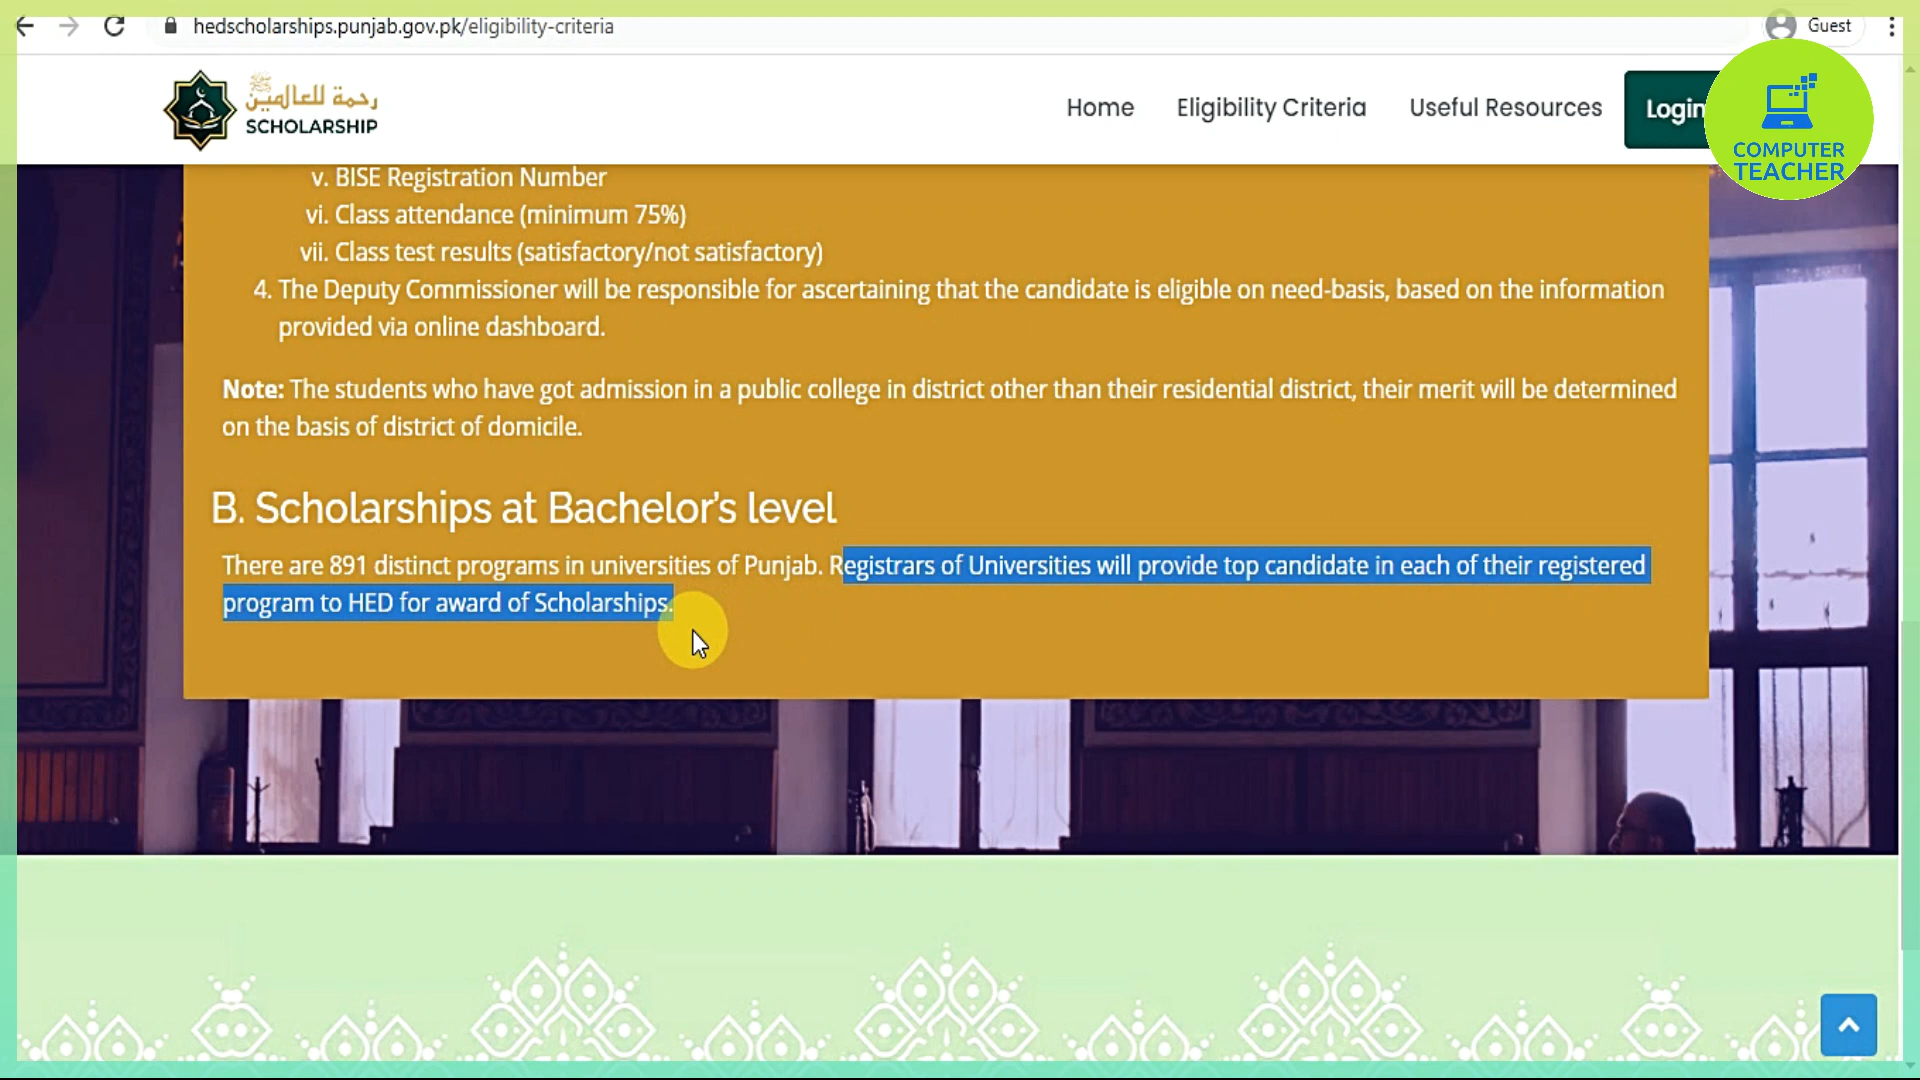 hedscholarships.punjab.gov.pk/eligibility-criteria
Guest
رحمة للعالمين
SCHOLARSHIP
Home
Eligibility Criteria
Useful Resources
Login
COMPUTER
TEACHER
v. BISE Registration Number
vi. Class attendance (minimum 75%)
vii. Class test results (satisfactory/not satisfactory)
4. The Deputy Commissioner will be responsible for ascertaining that the candidate is eligible on need-basis, based on the information
provided via online dashboard.
Note: The students who have got admission in a public college in district other than their residential district, their merit will be determined
on the basis of district of domicile.
B. Scholarships at Bachelor’s level
There are 891 distinct programs in universities of Punjab. Registrars of Universities will provide top candidate in each of their registered
program to HED for award of Scholarships.